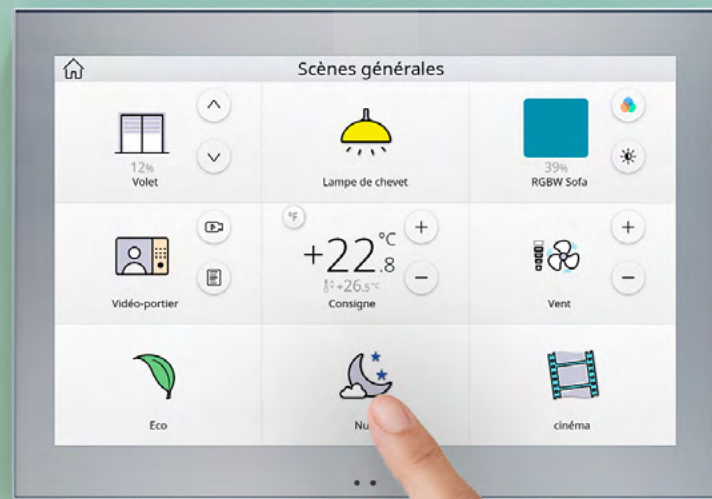 Scènes générales
12%
Volet
Lampe de chevet
39%
RGBW Sofa
Vidéo-portier
°F
+22.8 °C
+26.5°C
Consigne
Vent
Eco
cinéma